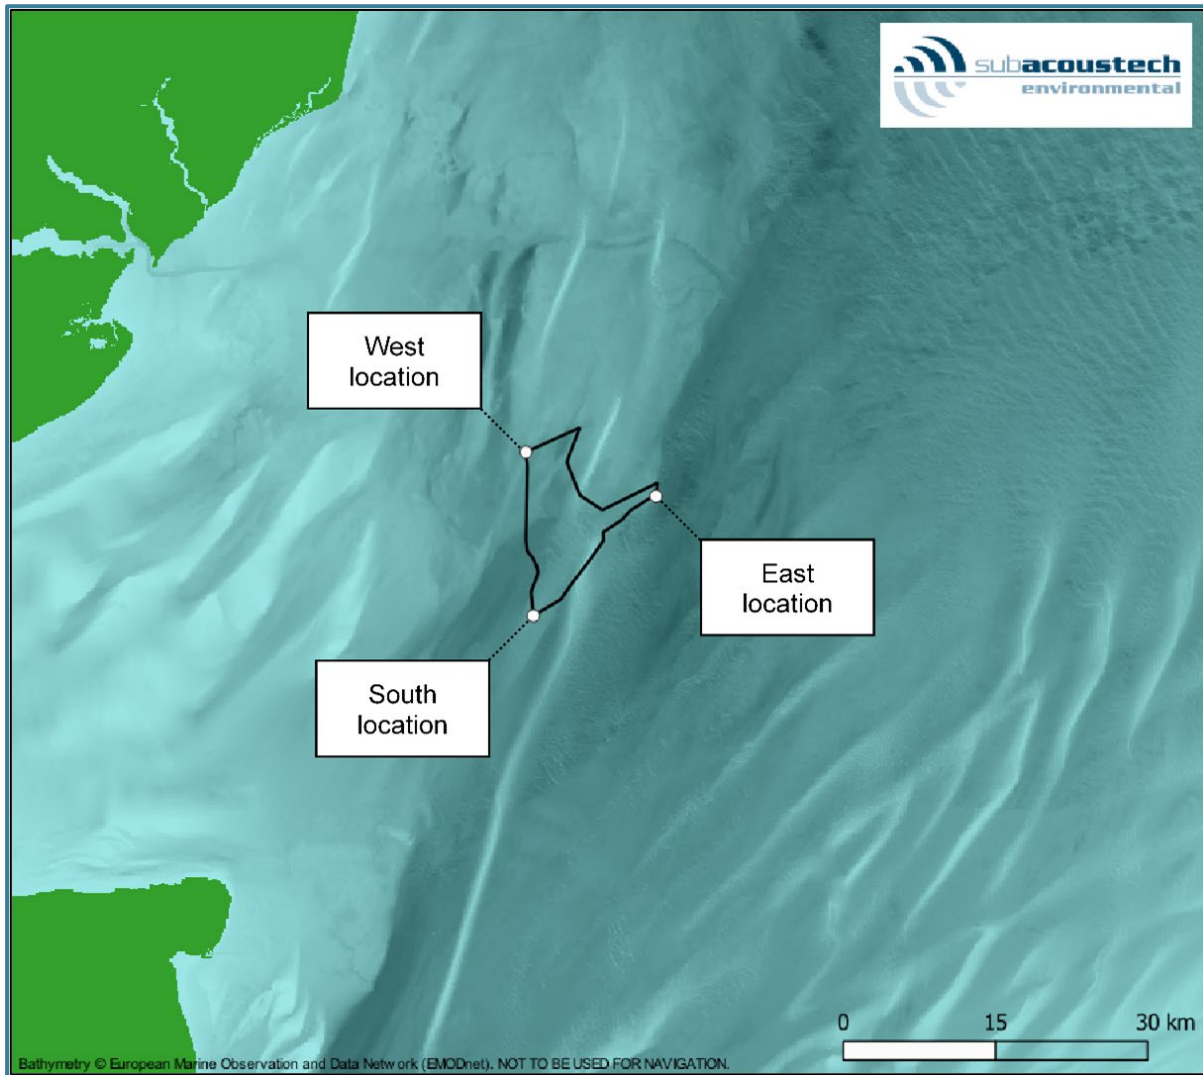 subacoustech
environmental
West
location
East
location
South
location
0 15 30 km
Bathymetry © European Marine Observation and Data Network (EMODnet). NOT TO BE USED FOR NAVIGATION.